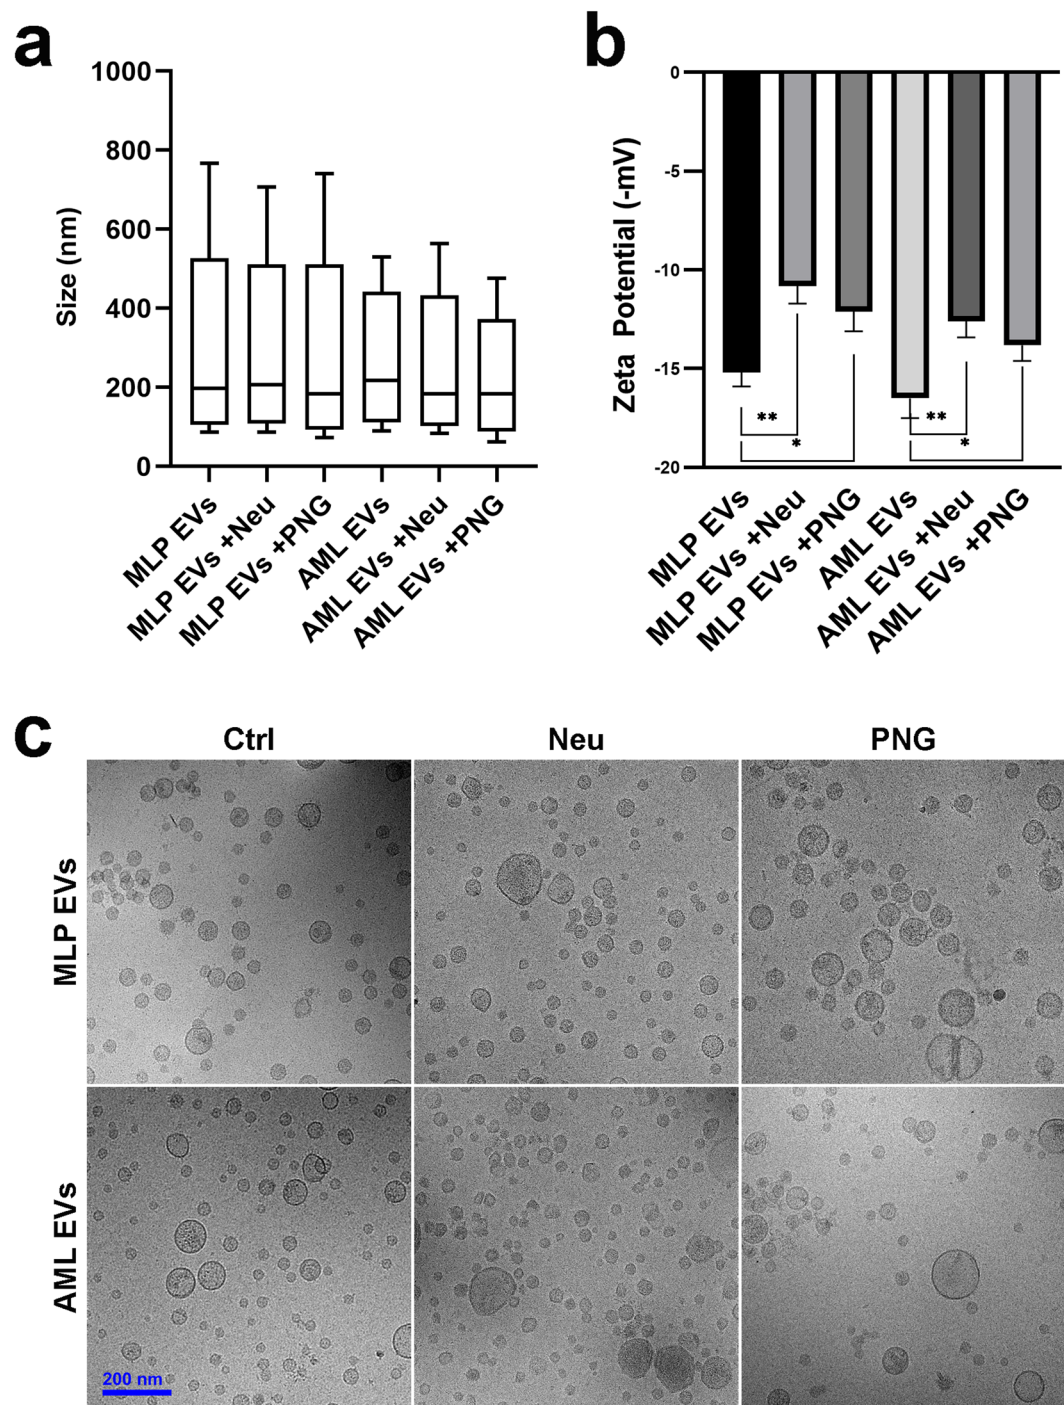 a
1000
800
600
400
200
0
Size (nm)
MLP EVs
MLP EVs +Neu
MLP EVs +PNG
AML EVs
AML EVs +Neu
AML EVs +PNG
b
0
-5
-10
-15
-20
Zeta Potential (-mV)
**
*
**
*
MLP EVs
MLP EVs +Neu
MLP EVs +PNG
AML EVs
AML EVs +Neu
AML EVs +PNG
c
Ctrl
Neu
PNG
MLP EVs
AML EVs
200 nm